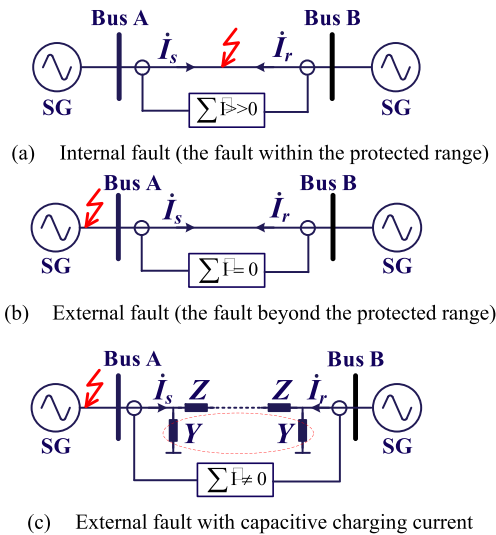 Bus A Bus B
İs İr
SG SG
∑ I >>0
(a) Internal fault (the fault within the protected range)
Bus A Bus B
İs İr
SG SG
∑ I = 0
(b) External fault (the fault beyond the protected range)
Bus A Bus B
İs Z Z İr
SG Y Y SG
∑ I ≠ 0
(c) External fault with capacitive charging current